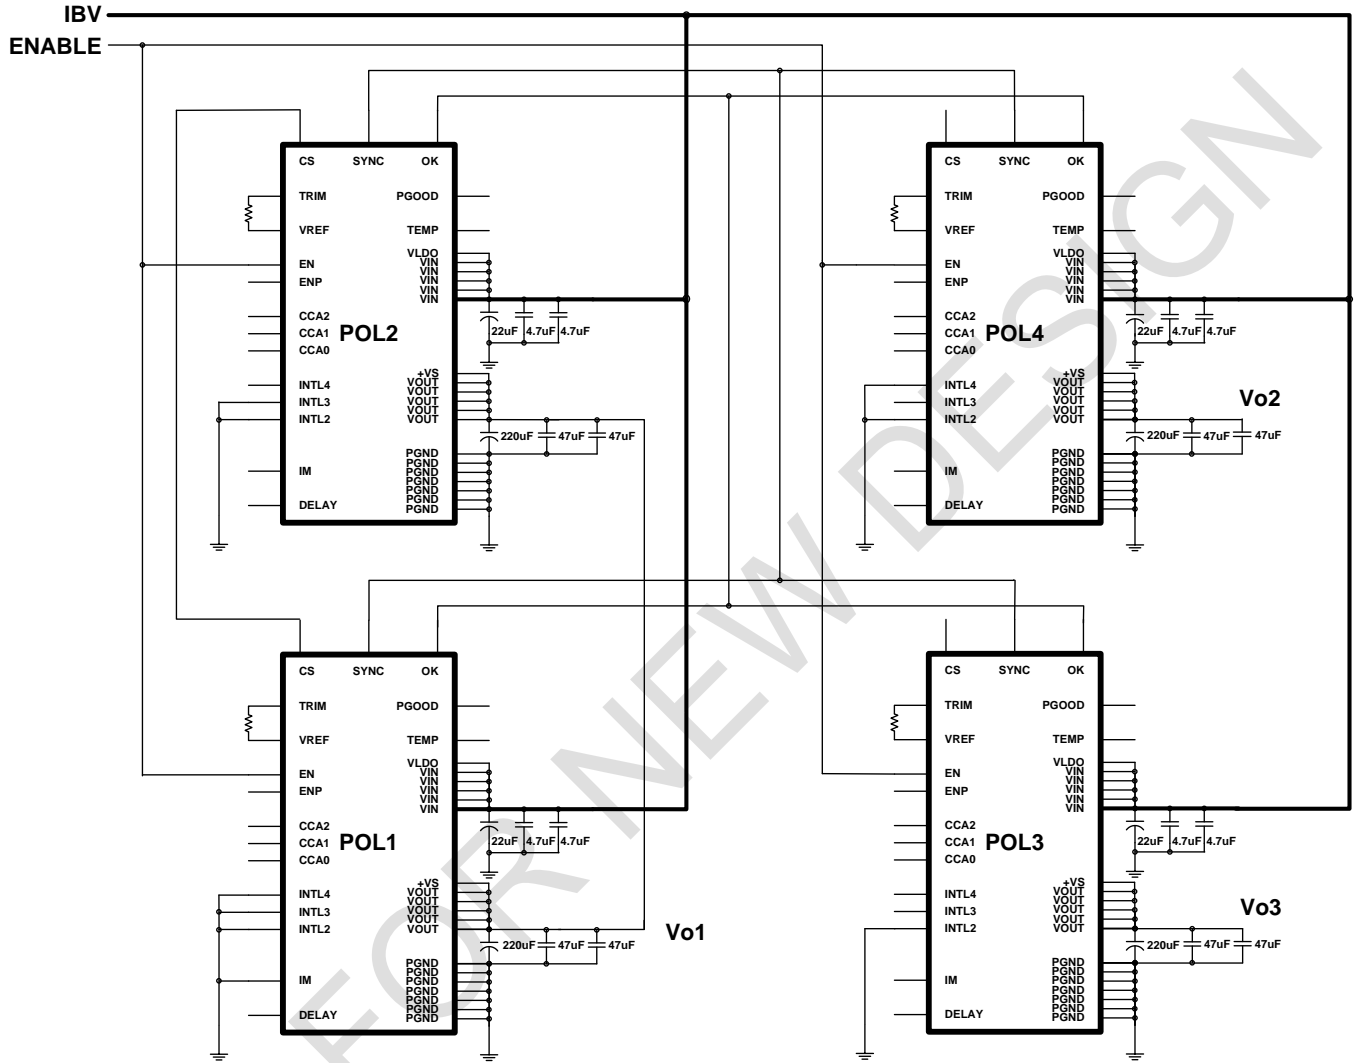 IBV
ENABLE
CS SYNC OK
TRIM PGOOD
VREF TEMP
VLDO
EN VIN
VIN
ENP VIN
VIN
VIN
CCA2
CCA1 POL2 22uF 4.7uF 4.7uF
CCA0
+VS
INTL4 VOUT
VOUT
INTL3 VOUT
VOUT
INTL2 VOUT
220uF 47uF 47uF
PGND
PGND
IM PGND
PGND
PGND
PGND
DELAY PGND
CS SYNC OK
TRIM PGOOD
VREF TEMP
VLDO
EN VIN
VIN
ENP VIN
VIN
VIN
CCA2
CCA1 POL4 22uF 4.7uF 4.7uF
CCA0
+VS
INTL4 VOUT
VOUT
INTL3 VOUT Vo2
VOUT
INTL2 VOUT
220uF 47uF 47uF
PGND
PGND
IM PGND
PGND
PGND
PGND
DELAY PGND
CS SYNC OK
TRIM PGOOD
VREF TEMP
VLDO
EN VIN
VIN
ENP VIN
VIN
VIN
CCA2
CCA1 POL1 22uF 4.7uF 4.7uF
CCA0
+VS
INTL4 VOUT
VOUT
INTL3 VOUT
VOUT
INTL2 VOUT Vo1
220uF 47uF 47uF
PGND
PGND
IM PGND
PGND
PGND
PGND
DELAY PGND
CS SYNC OK
TRIM PGOOD
VREF TEMP
VLDO
EN VIN
VIN
ENP VIN
VIN
VIN
CCA2
CCA1 POL3 22uF 4.7uF 4.7uF
CCA0
+VS
INTL4 VOUT
VOUT
INTL3 VOUT Vo3
VOUT
INTL2 VOUT
220uF 47uF 47uF
PGND
PGND
IM PGND
PGND
PGND
PGND
DELAY PGND
FOR NEW DESIGN